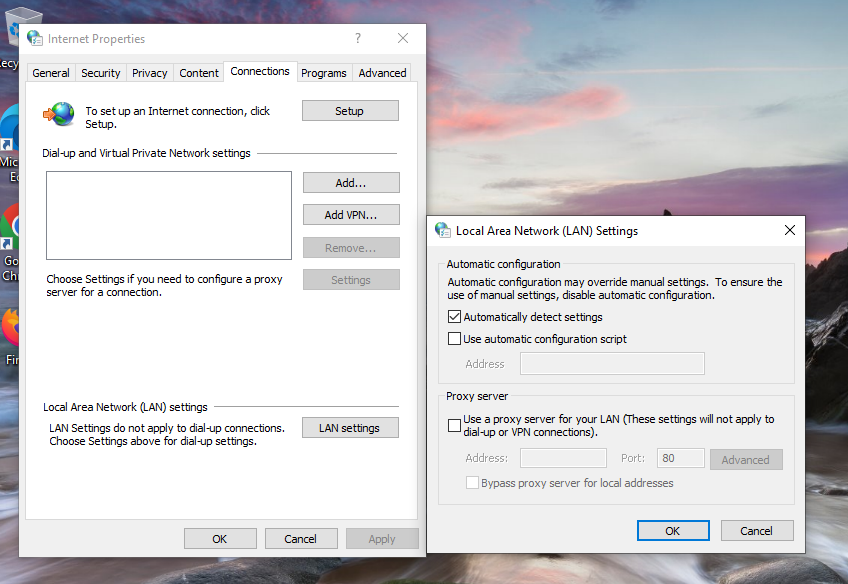 Internet Properties
?
General
Security
Privacy
Content
Connections
Programs
Advanced
To set up an Internet connection, click
Setup.
Setup
Dial-up and Virtual Private Network settings
Add...
Add VPN...
Remove...
Choose Settings if you need to configure a proxy
server for a connection.
Settings
Local Area Network (LAN) settings
LAN Settings do not apply to dial-up connections.
Choose Settings above for dial-up settings.
LAN settings
OK
Cancel
Apply
Local Area Network (LAN) Settings
Automatic configuration
Automatic configuration may override manual settings. To ensure the
use of manual settings, disable automatic configuration.
Automatically detect settings
Use automatic configuration script
Address
Proxy server
Use a proxy server for your LAN (These settings will not apply to
dial-up or VPN connections).
Address:
Port:
80
Advanced
Bypass proxy server for local addresses
OK
Cancel